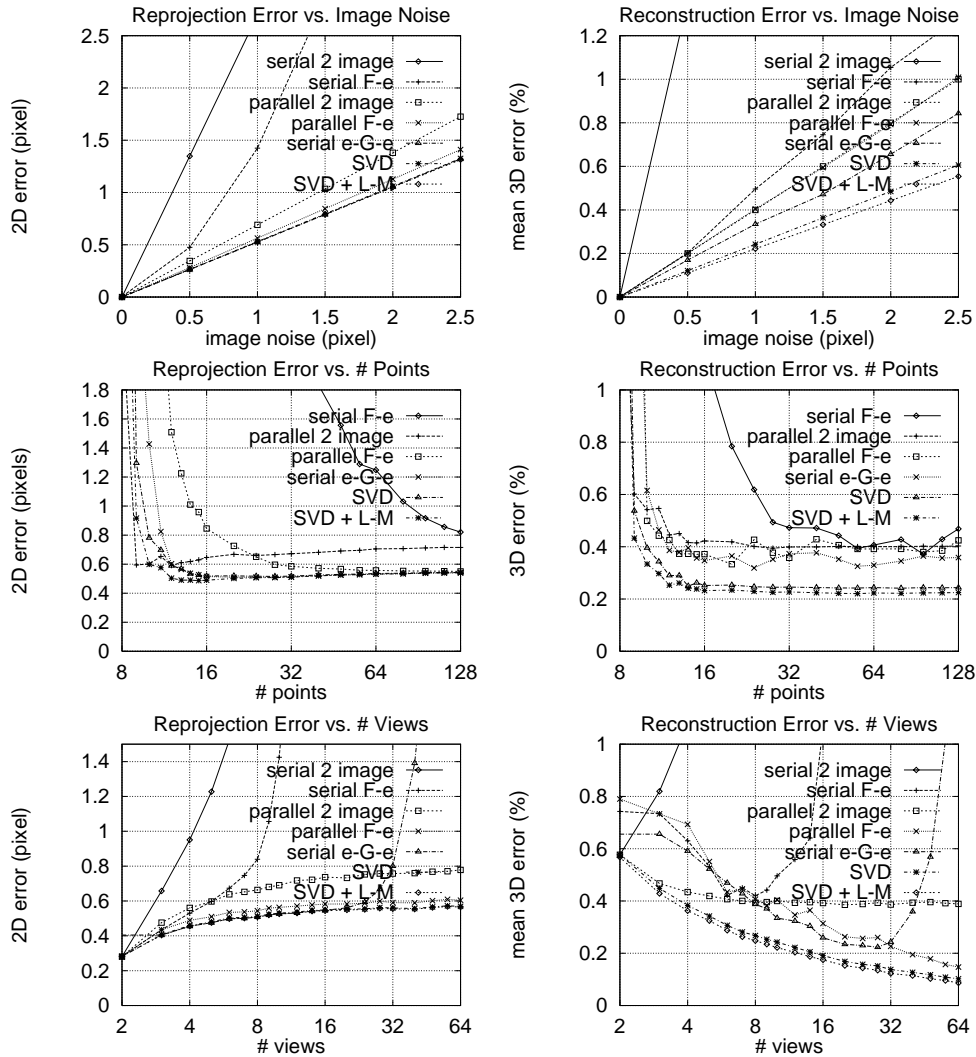 Reprojection Error vs. Image Noise
2D error (pixel)
2.5
2
1.5
1
0.5
0
serial 2 image
serial F-e
parallel 2 image
parallel F-e
serial e-G-e
SVD
SVD + L-M
0 0.5 1 1.5 2 2.5
image noise (pixel)
Reconstruction Error vs. Image Noise
mean 3D error (%)
1.2
1
0.8
0.6
0.4
0.2
0
serial 2 image
serial F-e
parallel 2 image
parallel F-e
serial e-G-e
SVD
SVD + L-M
0 0.5 1 1.5 2 2.5
image noise (pixel)
Reprojection Error vs. # Points
2D error (pixels)
1.8
1.6
1.4
1.2
1
0.8
0.6
0.4
0.2
0
serial F-e
parallel 2 image
parallel F-e
serial e-G-e
SVD
SVD + L-M
8 16 32 64 128
# points
Reconstruction Error vs. # Points
3D error (%)
1
0.8
0.6
0.4
0.2
0
serial F-e
parallel 2 image
parallel F-e
serial e-G-e
SVD
SVD + L-M
8 16 32 64 128
# points
Reprojection Error vs. # Views
2D error (pixel)
1.4
1.2
1
0.8
0.6
0.4
0.2
0
serial 2 image
serial F-e
parallel 2 image
parallel F-e
serial e-G-e
SVD
SVD + L-M
2 4 8 16 32 64
# views
Reconstruction Error vs. # Views
mean 3D error (%)
1
0.8
0.6
0.4
0.2
0
serial 2 image
serial F-e
parallel 2 image
parallel F-e
serial e-G-e
SVD
SVD + L-M
2 4 8 16 32 64
# views